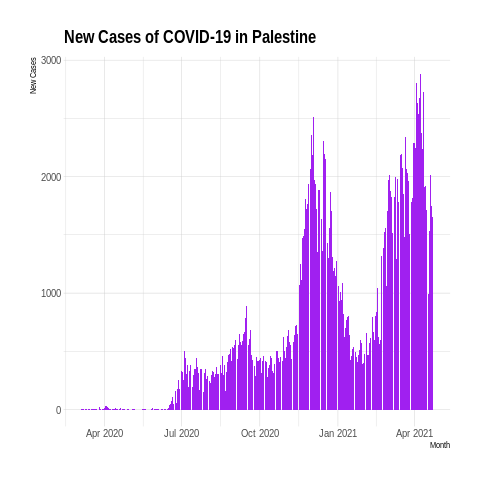 New Cases of COVID-19 in Palestine
New Cases
3000
2000
1000
0
Apr 2020 Jul 2020 Oct 2020 Jan 2021 Apr 2021
Month